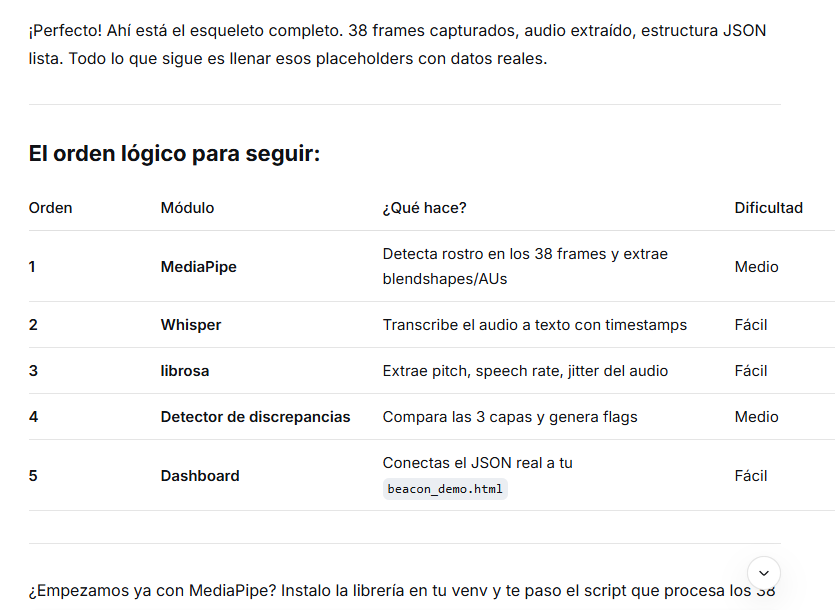 ¡Perfecto! Ahí está el esqueleto completo. 38 frames capturados, audio extraído, estructura JSON
lista. Todo lo que sigue es llenar esos placeholders con datos reales.
El orden lógico para seguir:
Orden Módulo ¿Qué hace? Dificultad
1 MediaPipe Detecta rostro en los 38 frames y extrae
blendshapes/AUs Medio
2 Whisper Transcribe el audio a texto con timestamps Fácil
3 librosa Extrae pitch, speech rate, jitter del audio Fácil
4 Detector de discrepancias Compara las 3 capas y genera flags Medio
5 Dashboard Conectas el JSON real a tu
beacon_demo.html Fácil
¿Empezamos ya con MediaPipe? Instalo la librería en tu venv y te paso el script que procesa los 38